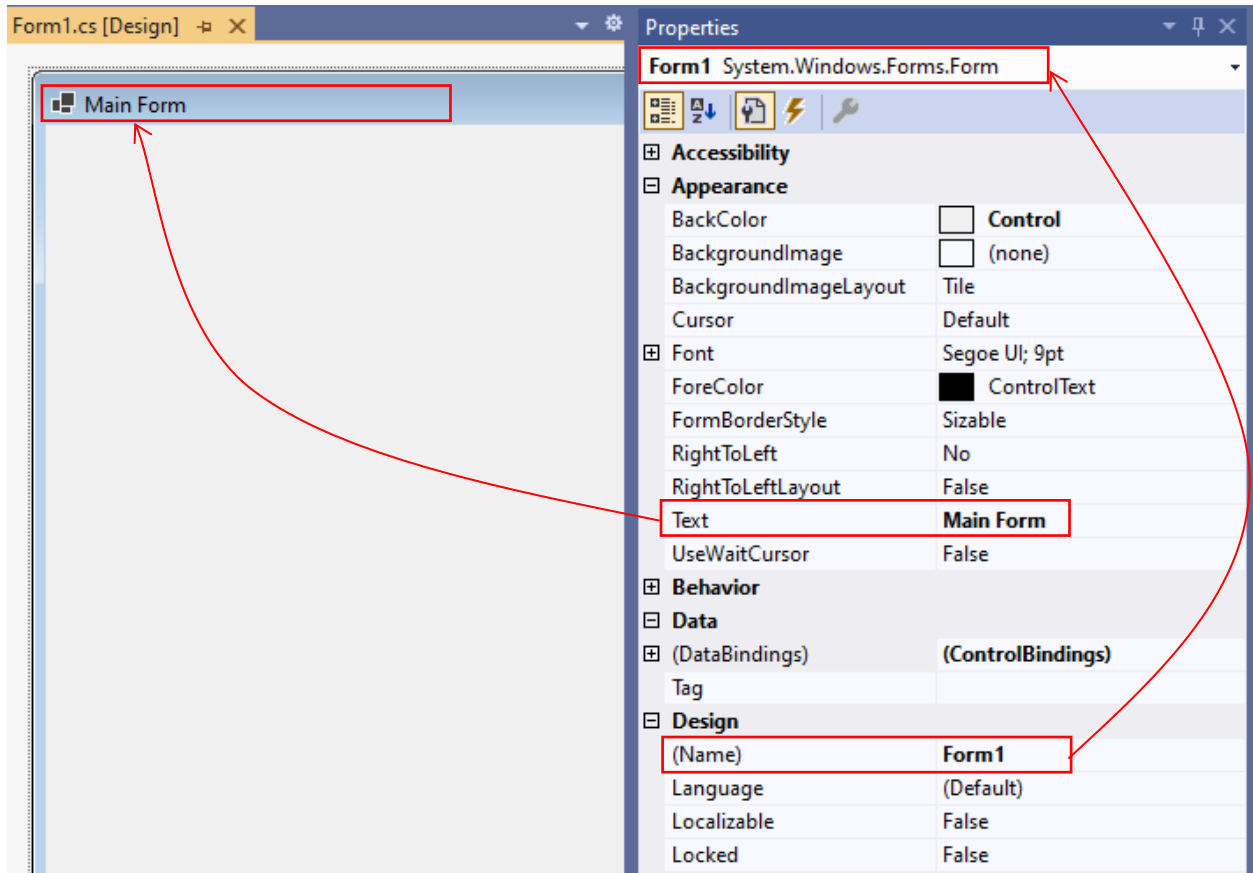 Form1.cs [Design]
Main Form
Properties
Form1 System.Windows.Forms.Form
Accessibility
Appearance
BackColor Control
BackgroundImage (none)
BackgroundImageLayout Tile
Cursor Default
Font Segoe UI; 9pt
ForeColor ControlText
FormBorderStyle Sizable
RightToLeft No
RightToLeftLayout False
Text Main Form
UseWaitCursor False
Behavior
Data
(DataBindings) (ControlBindings)
Tag
Design
(Name) Form1
Language (Default)
Localizable False
Locked False